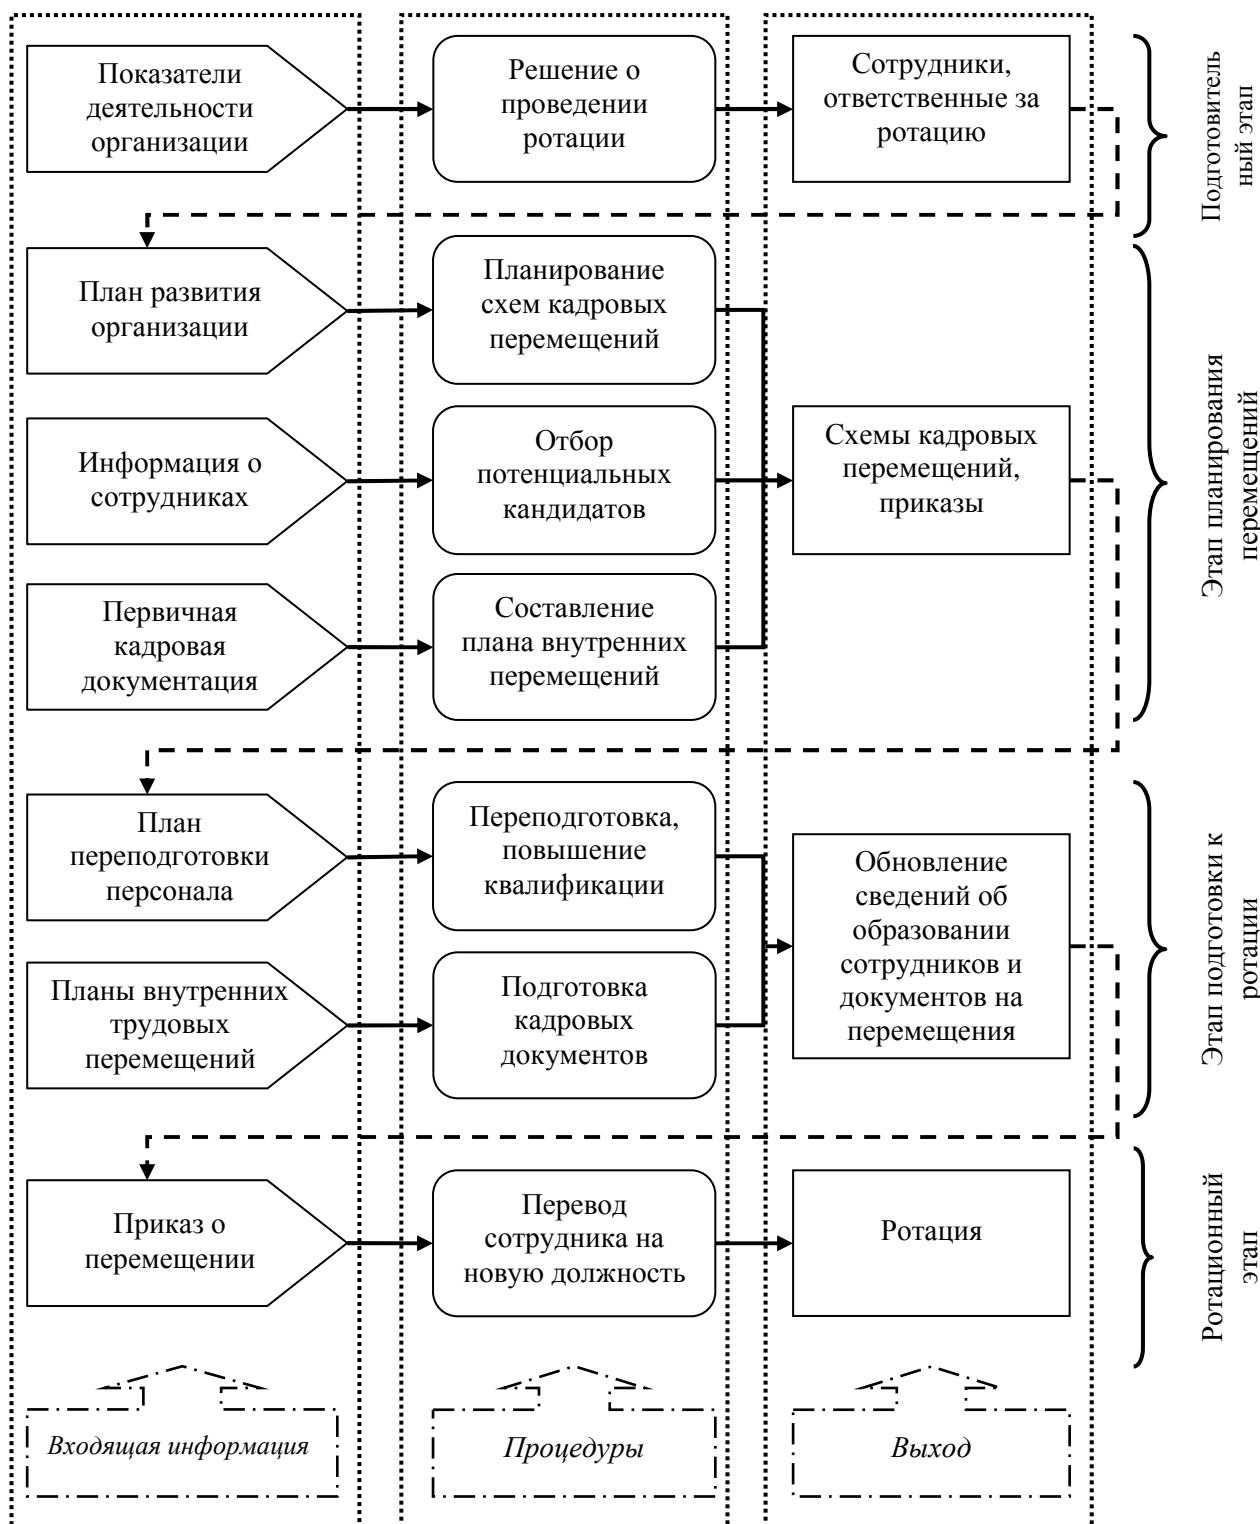 Показатели
деятельности
организации
Решение о
проведении
ротации
Сотрудники,
ответственные за
ротацию
Подготовитель
ный этап
План развития
организации
Планирование
схем кадровых
перемещений
Информация о
сотрудниках
Отбор
потенциальных
кандидатов
Схемы кадровых
перемещений,
приказы
Первичная
кадровая
документация
Составление
плана внутренних
перемещений
Этап планирования
перемещений
План
переподготовки
персонала
Переподготовка,
повышение
квалификации
Обновление
сведений об
образовании
сотрудников и
документов на
перемещения
Планы внутренних
трудовых
перемещений
Подготовка
кадровых
документов
Этап подготовки к
ротации
Приказ о
перемещении
Перевод
сотрудника на
новую должность
Ротация
Ротационный
этап
Входящая информация
Процедуры
Выход